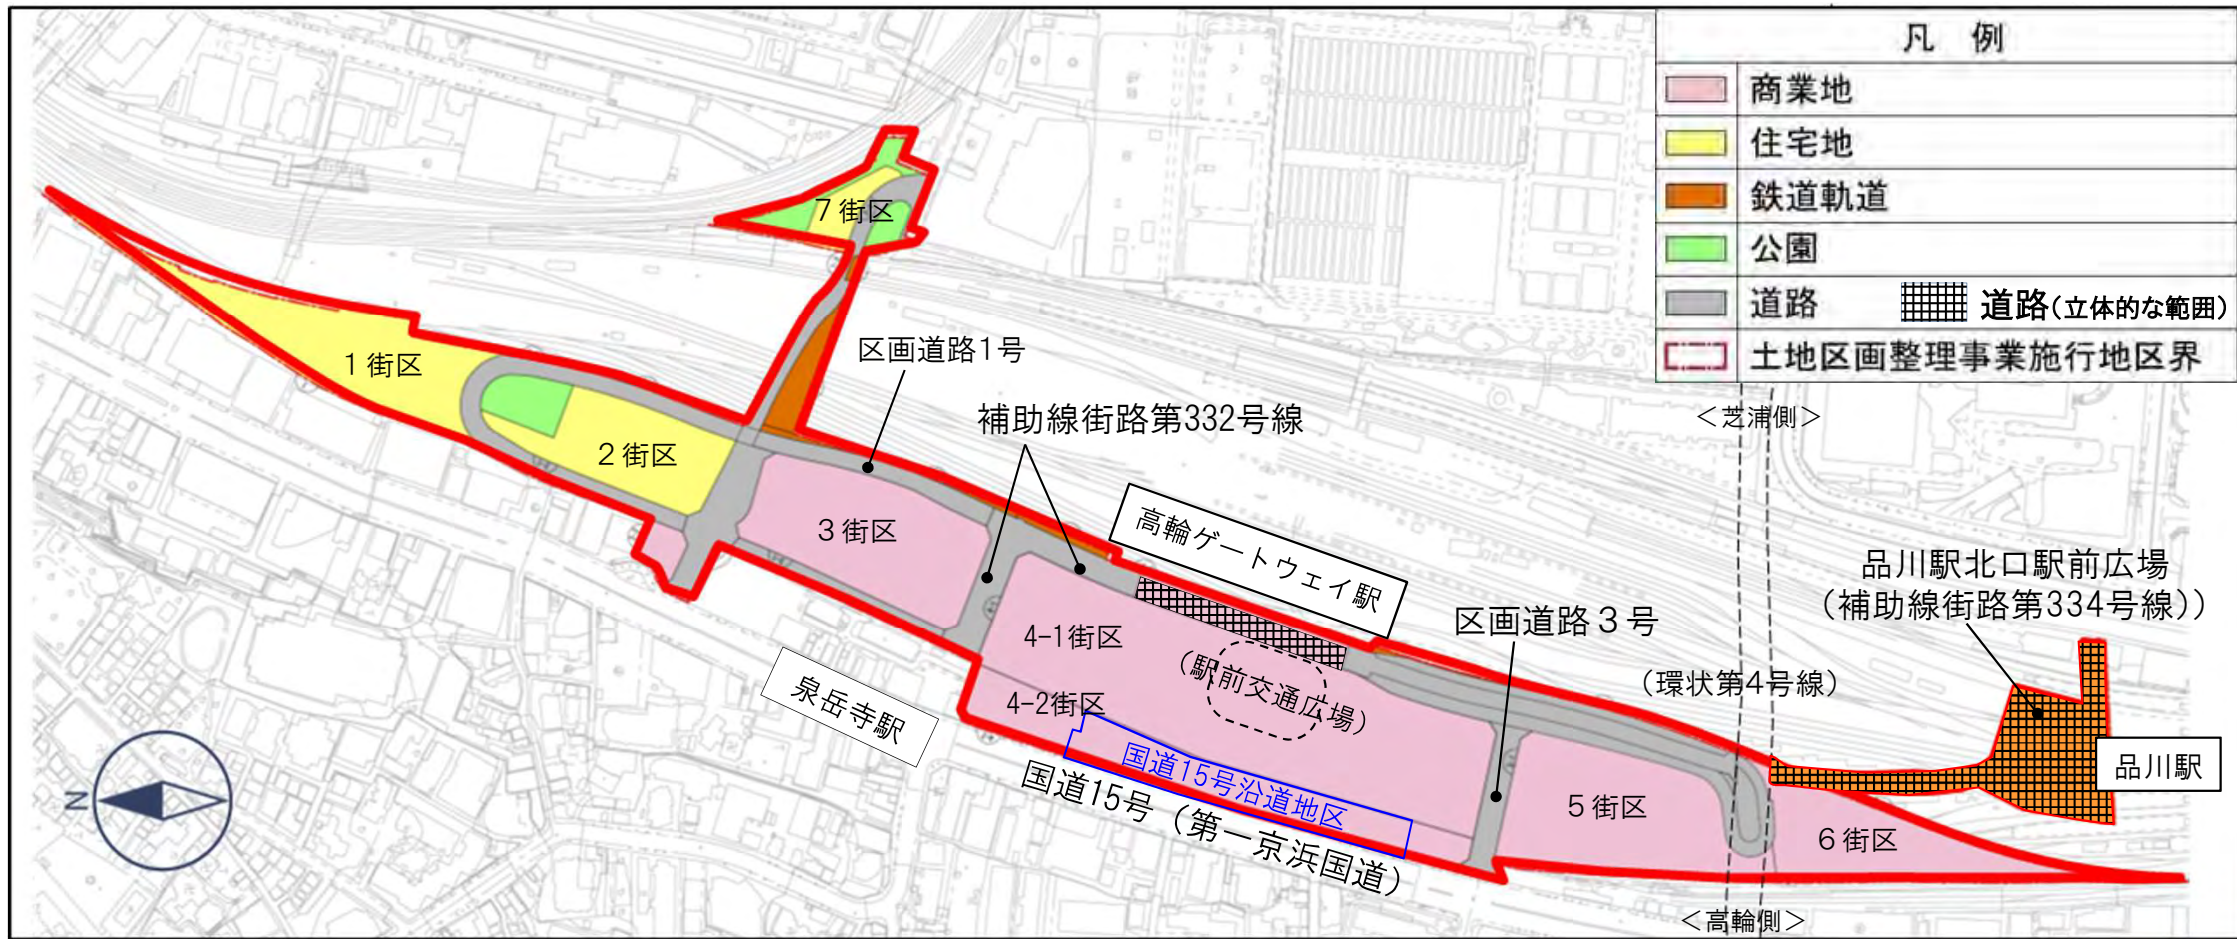 凡 例
商業地
住宅地
鉄道軌道
公園
道路
道路(立体的な範囲)
土地区画整理事業施行地区界
7街区
1街区
区画道路1号
補助線街路第332号線
<芝浦側>
2街区
3街区
高輪ゲートウェイ駅
品川駅北口駅前広場
(補助線街路第334号線))
区画道路3号
4-1街区
(駅前交通広場)
(環状第4号線)
泉岳寺駅
4-2街区
国道15号沿道地区
国道15号(第一京浜国道)
品川駅
5街区
6街区
<高輪側>
N